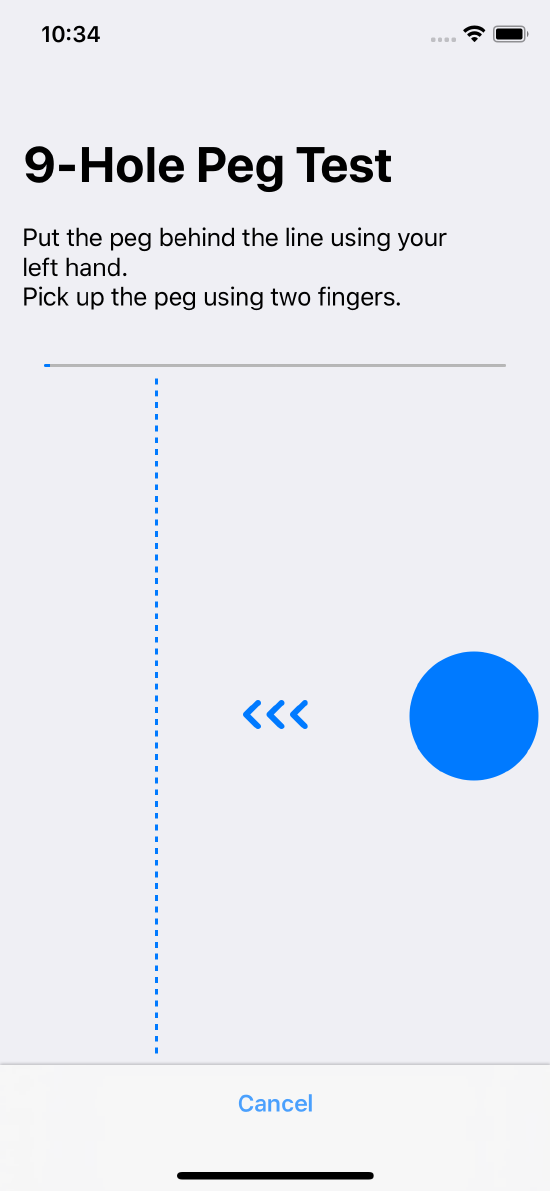 10:34
9-Hole Peg Test
Put the peg behind the line using your
left hand.
Pick up the peg using two fingers.
Cancel